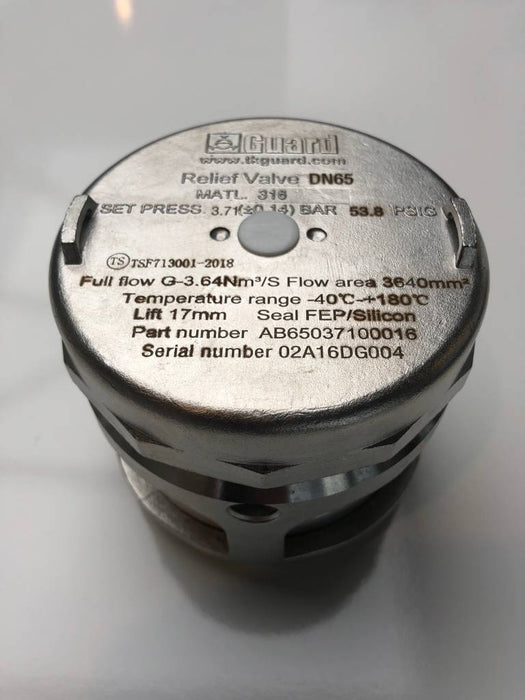 Guard
www.tkguard.com
Relief Valve DN65
MATL. 316
SET PRESS. 3.71(±0.14) BAR 53.8 PSIG
TS TSF713001-2018
Full flow G-3.64Nm³/S Flow area 3640mm²
Temperature range -40℃-+180℃
Lift 17mm Seal FEP/Silicon
Part number AB65037100016
Serial number 02A16DG004